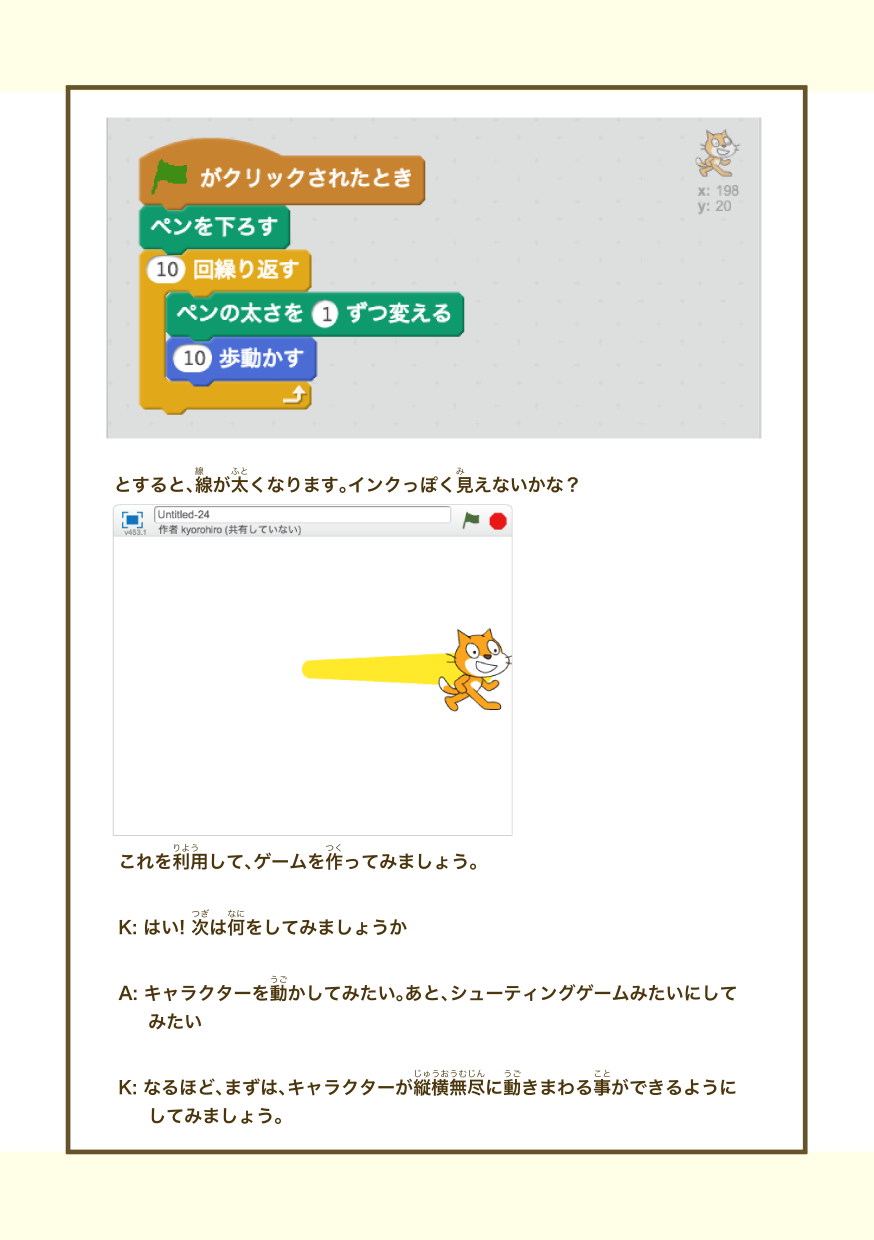 がクリックされたとき
x: 198
y: 20
ペンを下ろす
10 回繰り返す
ペンの太さを 1 ずつ変える
10 歩動かす
とすると、線が太くなります。インクっぽく見えないかな？
Untitled-24
v453.1 作者 kyorohiro (共有していない)
これを利用して、ゲームを作ってみましょう。
K: はい! 次は何をしてみましょうか
A: キャラクターを動かしてみたい。あと、シューティングゲームみたいにして
みたい
K: なるほど、まずは、キャラクターが縦横無尽に動きまわる事ができるように
してみましょう。